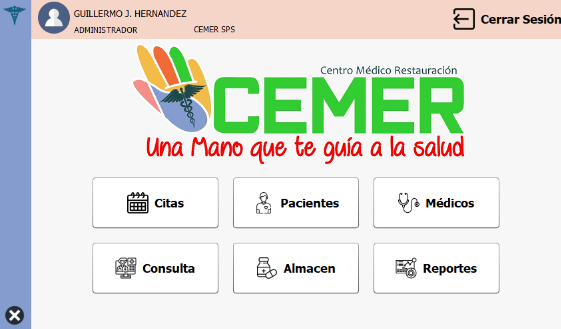 GUILLERMO J. HERNANDEZ
ADMINISTRADOR CEMER SPS
Cerrar Sesión
Centro Médico Restauración
CEMER
Una Mano que te guía a la salud
Citas Pacientes Médicos
Consulta Almacen Reportes